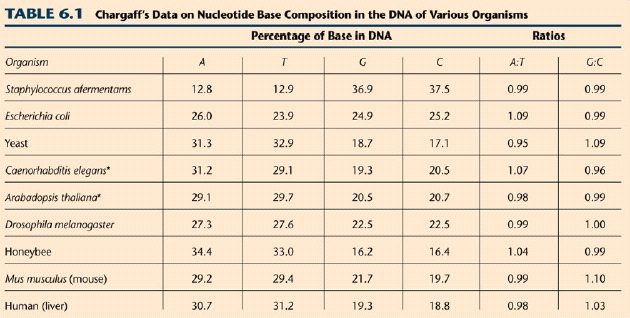 TABLE 6.1 Chargaff's Data on Nucleotide Base Composition in the DNA of Various Organisms
Percentage of Base in DNA Ratios
Organism A T G C A:T G:C
Staphylococcus afermentams 12.8 12.9 36.9 37.5 0.99 0.99
Escherichia coli 26.0 23.9 24.9 25.2 1.09 0.99
Yeast 31.3 32.9 18.7 17.1 0.95 1.09
Caenorhabditis elegans* 31.2 29.1 19.3 20.5 1.07 0.96
Arabadopsis thaliana* 29.1 29.7 20.5 20.7 0.98 0.99
Drosophila melanogaster 27.3 27.6 22.5 22.5 0.99 1.00
Honeybee 34.4 33.0 16.2 16.4 1.04 0.99
Mus musculus (mouse) 29.2 29.4 21.7 19.7 0.99 1.10
Human (liver) 30.7 31.2 19.3 18.8 0.98 1.03